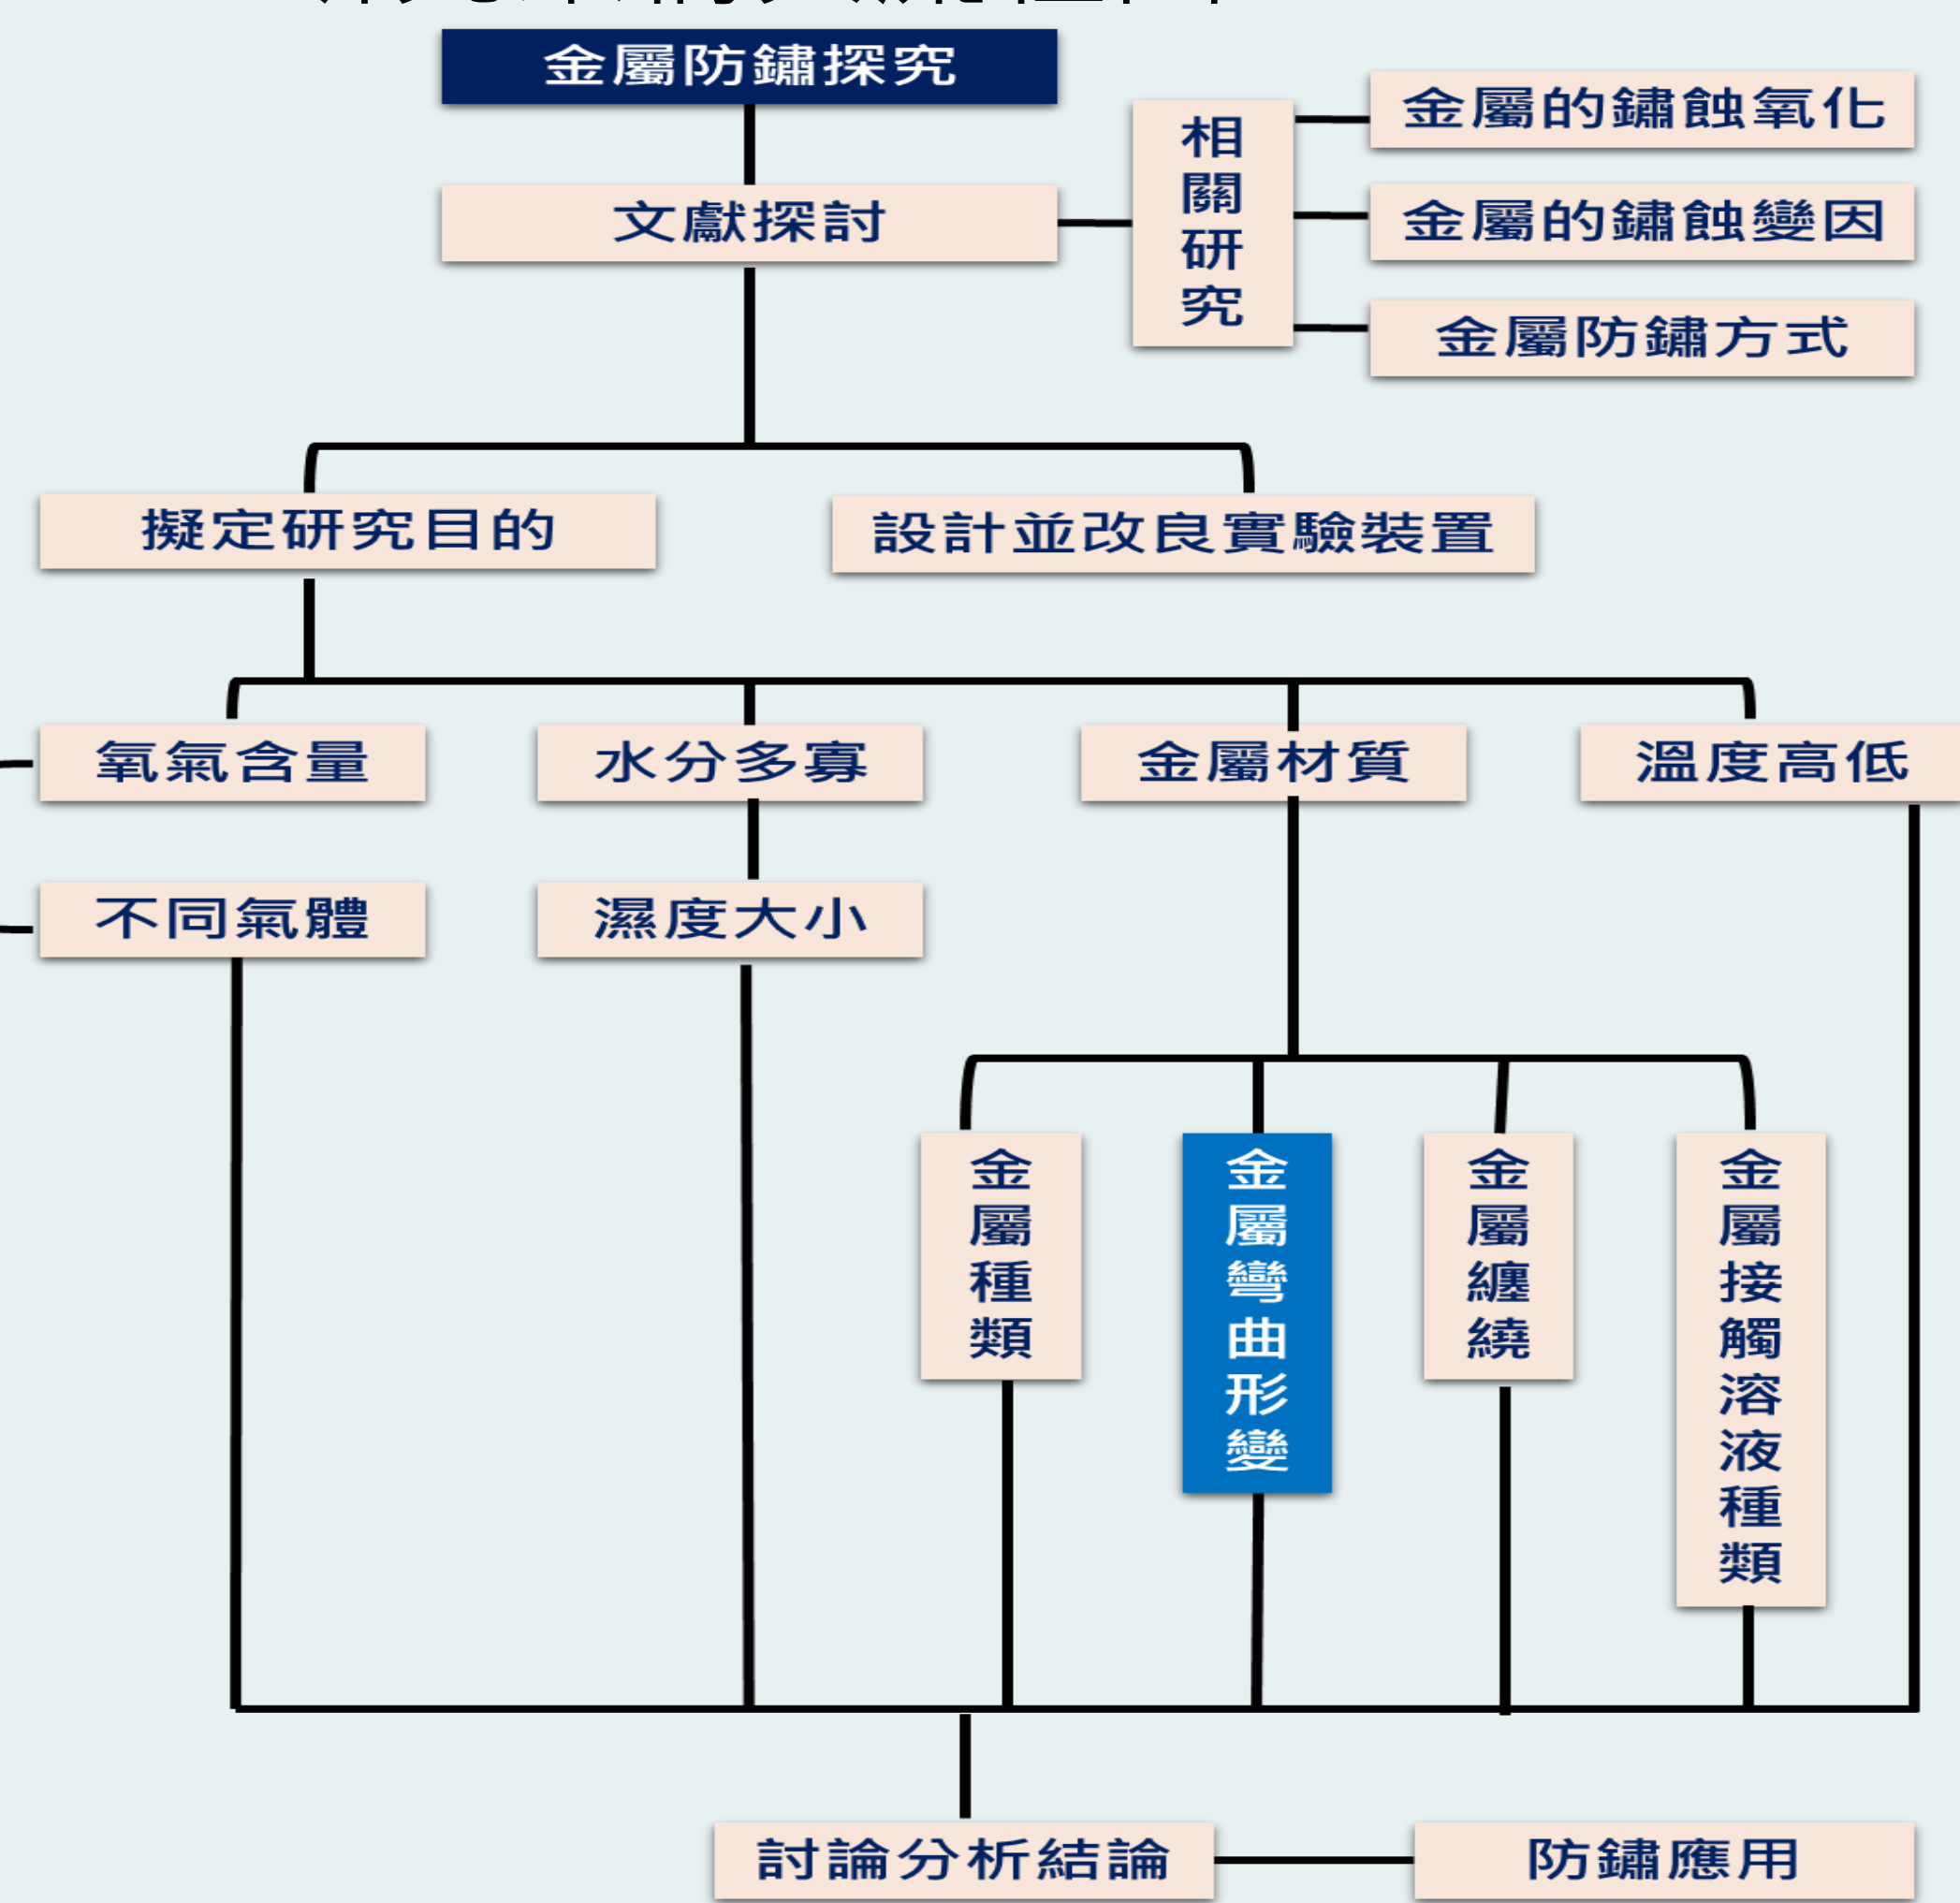 金屬防鏽探究
文獻探討
相關研究
金屬的鏽蝕氧化
金屬的鏽蝕變因
金屬防鏽方式
擬定研究目的
設計並改良實驗裝置
氧氣含量
水分多寡
金屬材質
溫度高低
不同氣體
濕度大小
金屬種類
金屬彎曲形變
金屬纏繞
金屬接觸溶液種類
討論分析結論
防鏽應用